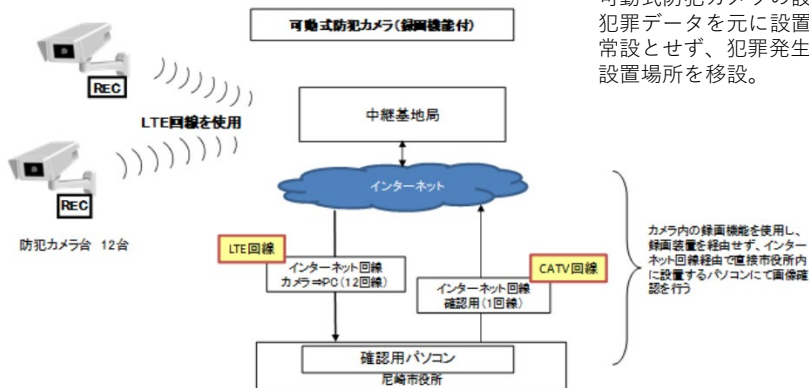 可動式防犯カメラの設
犯罪データを元に設置
常設とせず、犯罪発生
設置場所を移設。
可動式防犯カメラ(録画機能付)
REC
LTE回線を使用
中継基地局
REC
インターネット
防犯カメラ台 12台
LTE回線
インターネット回線
カメラ⇒PC(12回線)
CATV回線
インターネット回線
確認用(1回線)
カメラ内の録画機能を使用し、
録画装置を経由せず、インター
ネット回線経由で直接市役所内
に設置するパソコンにて画像確
認を行う
確認用パソコン
尼崎市役所